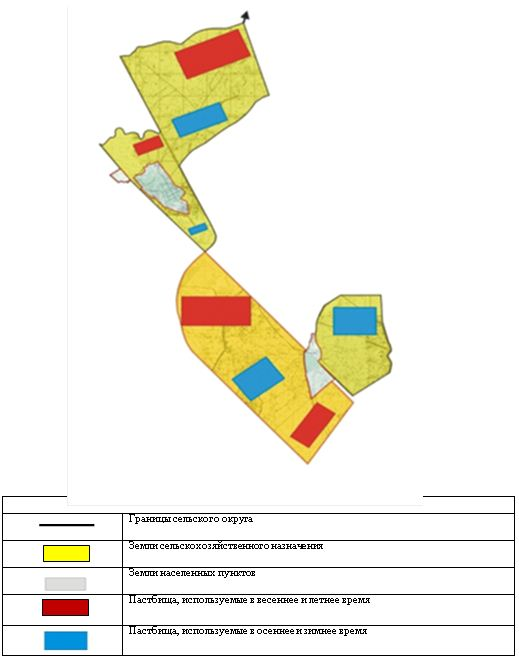 Границы сельского округа
Земли сельскохозяйственного назначения
Земли населенных пунктов
Пастбища, используемые в весеннее и летнее время
Пастбища, используемые в осеннее и зимнее время